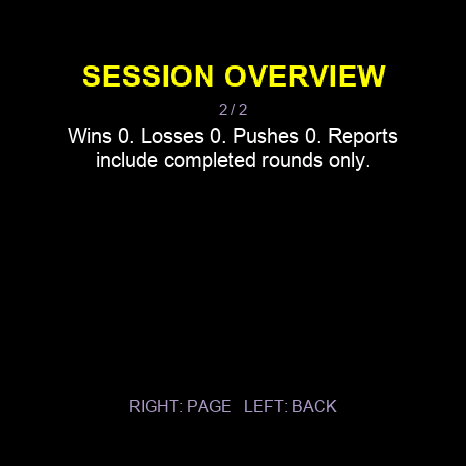 SESSION OVERVIEW
2 / 2
Wins 0. Losses 0. Pushes 0. Reports
include completed rounds only.
RIGHT: PAGE   LEFT: BACK